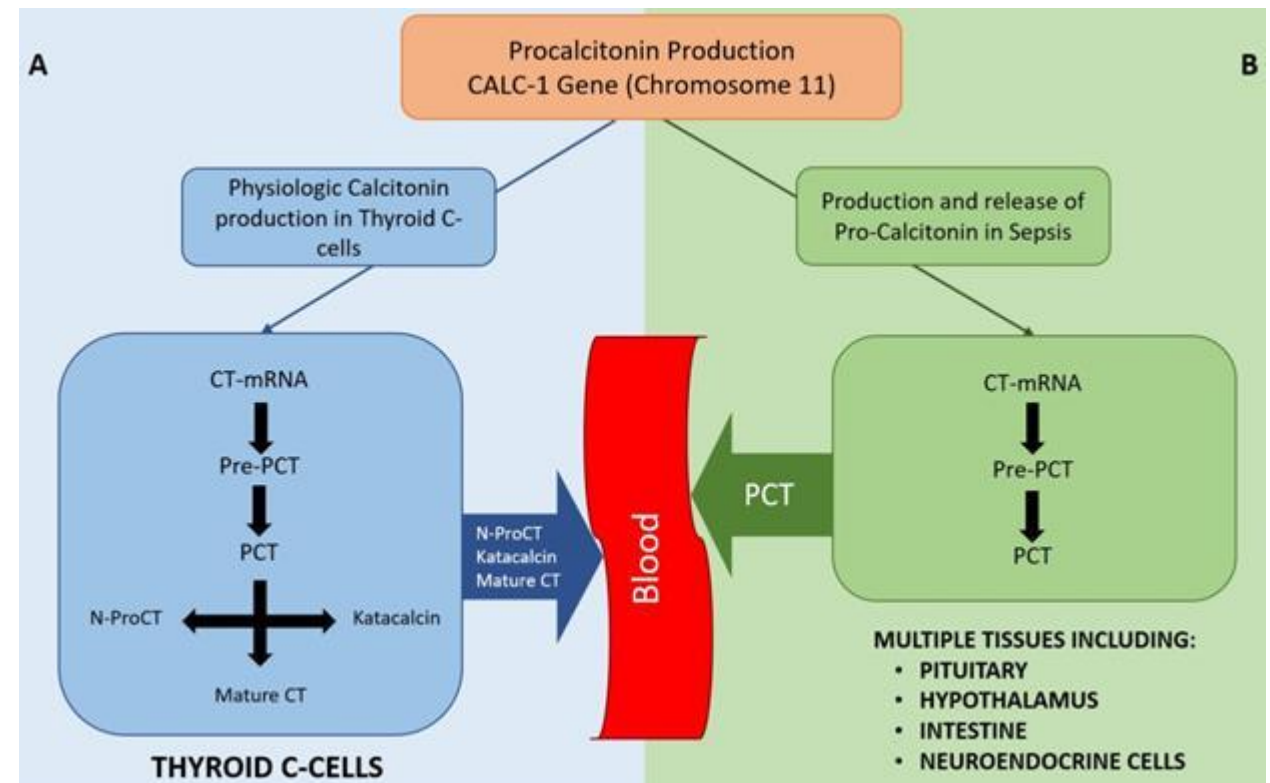 A
B
Procalcitonin Production
CALC-1 Gene (Chromosome 11)
Physiologic Calcitonin
production in Thyroid C-
cells
Production and release of
Pro-Calcitonin in Sepsis
CT-mRNA
Pre-PCT
PCT
N-ProCT
Katacalcin
Mature CT
THYROID C-CELLS
N-ProCT
Katacalcin
Mature CT
Blood
PCT
CT-mRNA
Pre-PCT
PCT
MULTIPLE TISSUES INCLUDING:
• PITUITARY
• HYPOTHALAMUS
• INTESTINE
• NEUROENDOCRINE CELLS